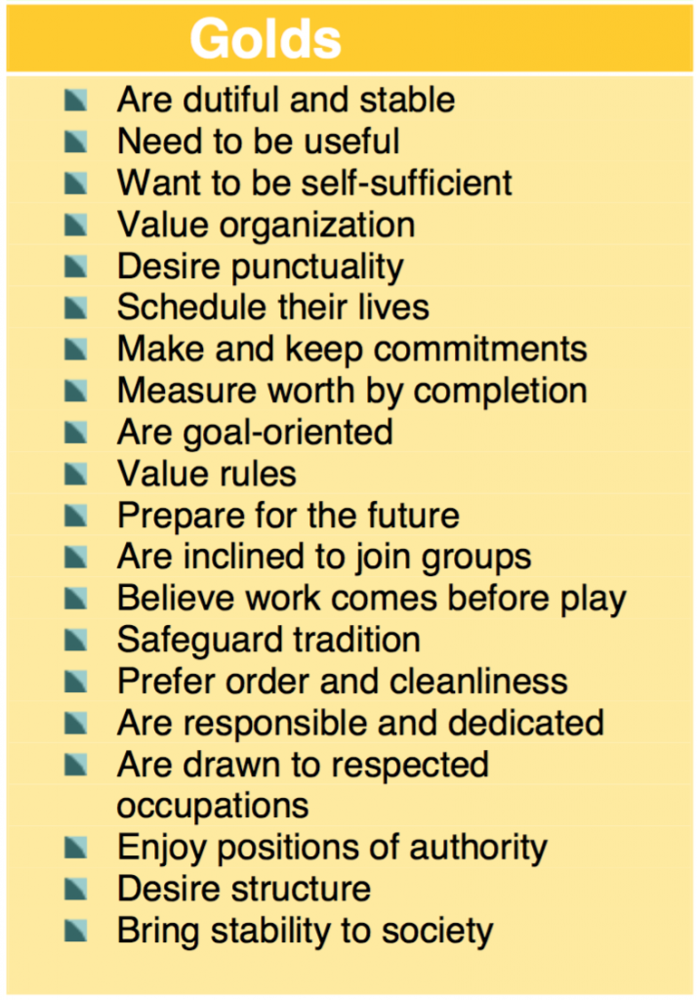 Golds
Are dutiful and stable
Need to be useful
Want to be self-sufficient
Value organization
Desire punctuality
Schedule their lives
Make and keep commitments
Measure worth by completion
Are goal-oriented
Value rules
Prepare for the future
Are inclined to join groups
Believe work comes before play
Safeguard tradition
Prefer order and cleanliness
Are responsible and dedicated
Are drawn to respected
occupations
Enjoy positions of authority
Desire structure
Bring stability to society